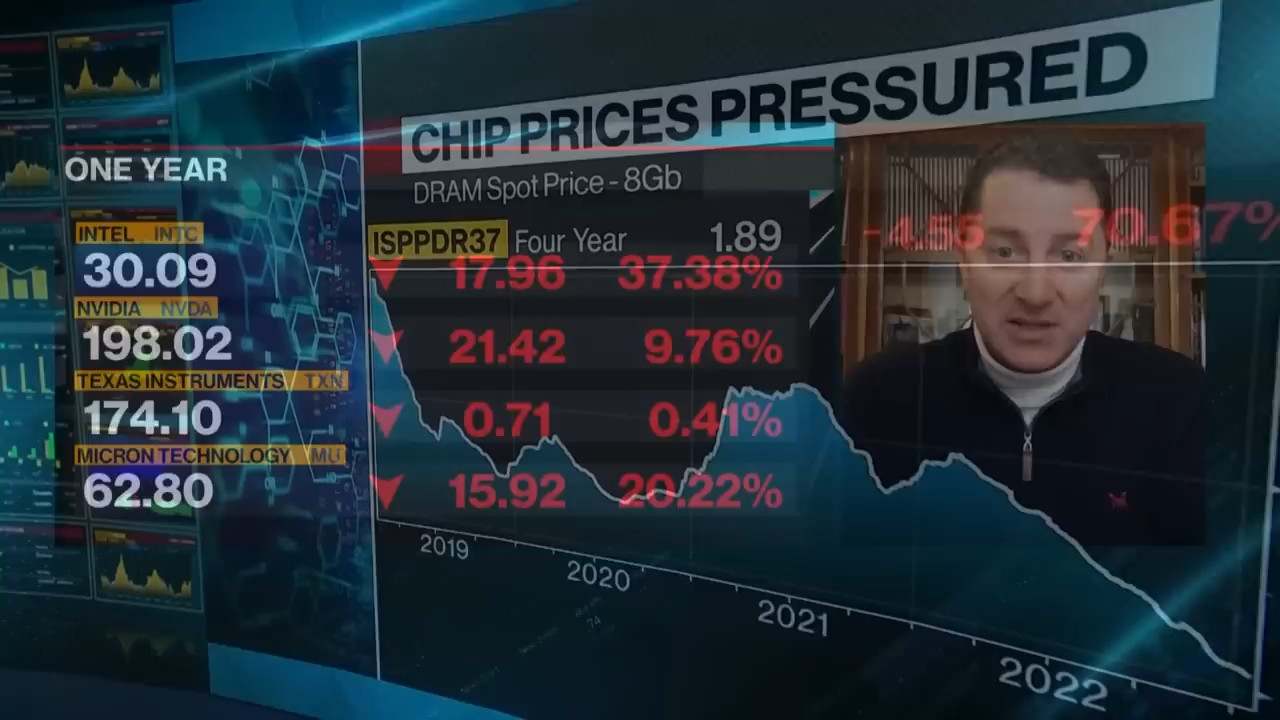 CHIP PRICES PRESSURED
DRAM Spot Price - 8Gb
ISPPDR37 Four Year 1.89
-4.55 70.67%
ONE YEAR
INTEL INTC
30.09 17.96 37.38%
NVIDIA NVDA
198.02 21.42 9.76%
TEXAS INSTRUMENTS TXN
174.10 0.71 0.41%
MICRON TECHNOLOGY MU
62.80 15.92 20.22%
2019
2020
2021
2022